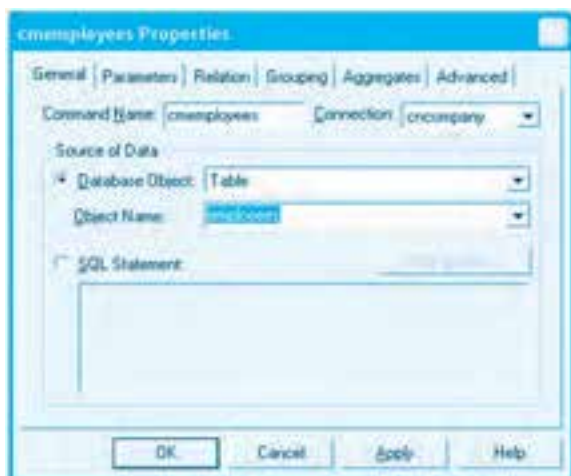 cmemployees Properties
General Parameters Relation Grouping Aggregates Advanced
Command Name: cmemployees Connection: cncompany
Source of Data
Database Object: Table
Object Name: employees
SQL Statement:
OK Cancel Apply Help